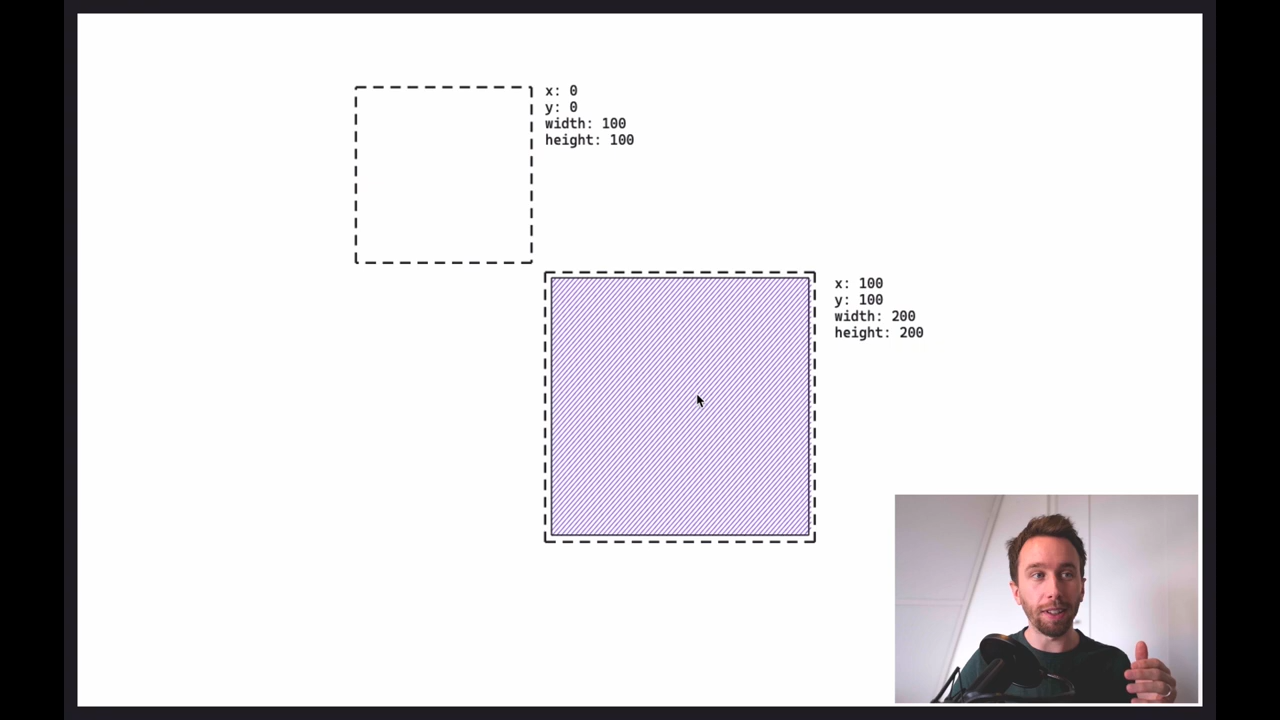 x: 0
y: 0
width: 100
height: 100
x: 100
y: 100
width: 200
height: 200